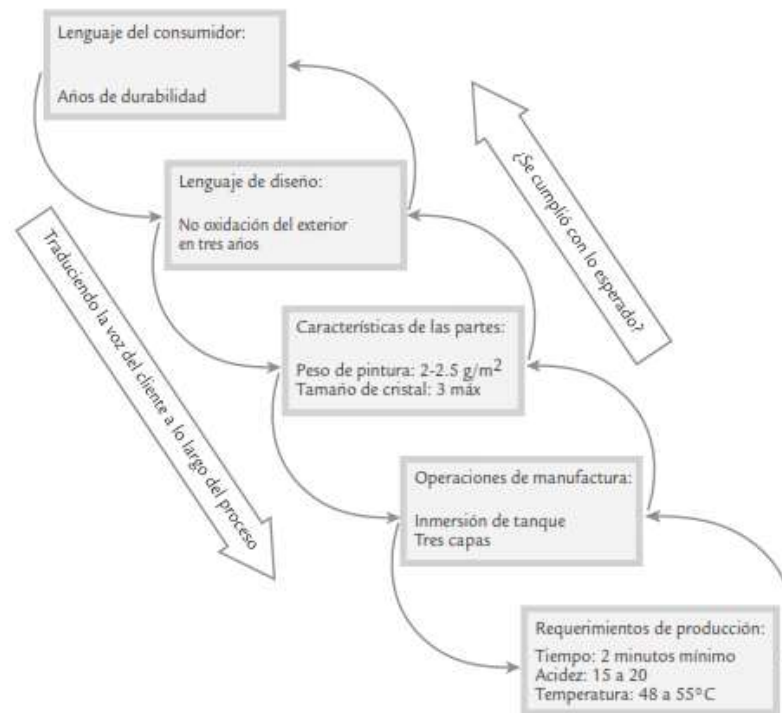 Lenguaje del consumidor:
Años de durabilidad
Lenguaje de diseño:
No oxidación del exterior
en tres años
¿Se cumplió con lo esperado?
Traduciendo la voz del cliente a lo largo del proceso
Características de las partes:
Peso de pintura: 2-2.5 g/m²
Tamaño de cristal: 3 máx
Operaciones de manufactura:
Inmersión de tanque
Tres capas
Requerimientos de producción:
Tiempo: 2 minutos mínimo
Acidez: 15 a 20
Temperatura: 48 a 55°C